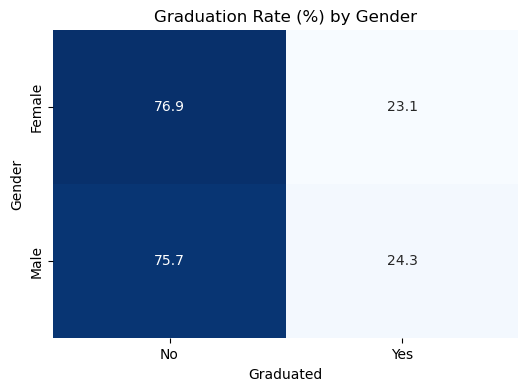 Graduation Rate (%) by Gender
Female
76.9
23.1
Gender
Male
75.7
24.3
No
Yes
Graduated